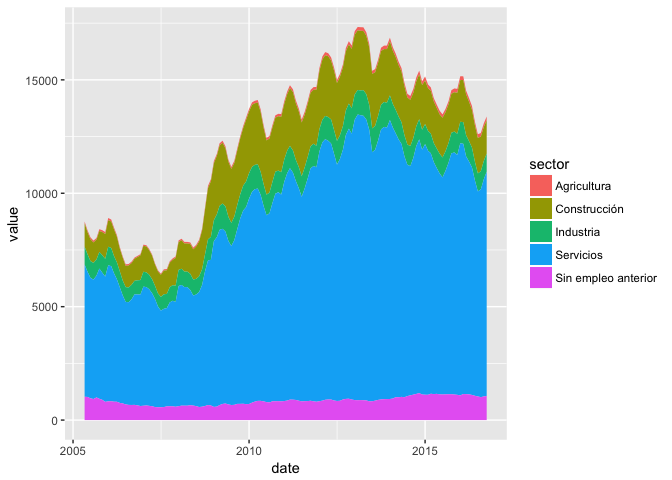 value
15000
10000
5000
0
2005
2010
2015
date
sector
Agricultura
Construcción
Industria
Servicios
Sin empleo anterior